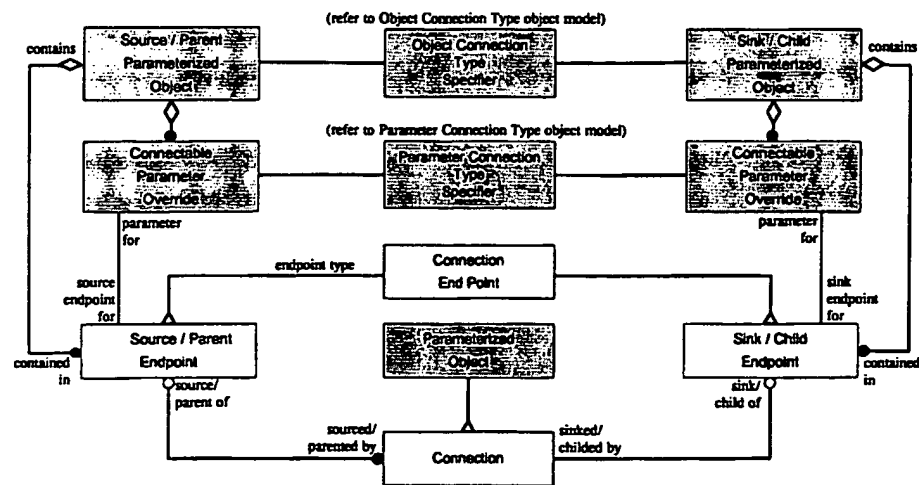 (refer to Object Connection Type object model)
contains
Source / Parent
Parameterized
Object
Object Connection
Type
Specifier
Sink / Child
Parameterized
Object
contains
(refer to Parameter Connection Type object model)
Connectable
Parameter
Override
Parameter Connection
Type
Specifier
Connectable
Parameter
Override
parameter
for
parameter
for
endpoint type
Connection
End Point
source
endpoint
for
sink
endpoint
for
Source / Parent
Endpoint
Parameterized
Object
Sink / Child
Endpoint
contained
in
contained
in
source/
parent of
sink/
child of
sourced/
parented by
sinked/
childed by
Connection